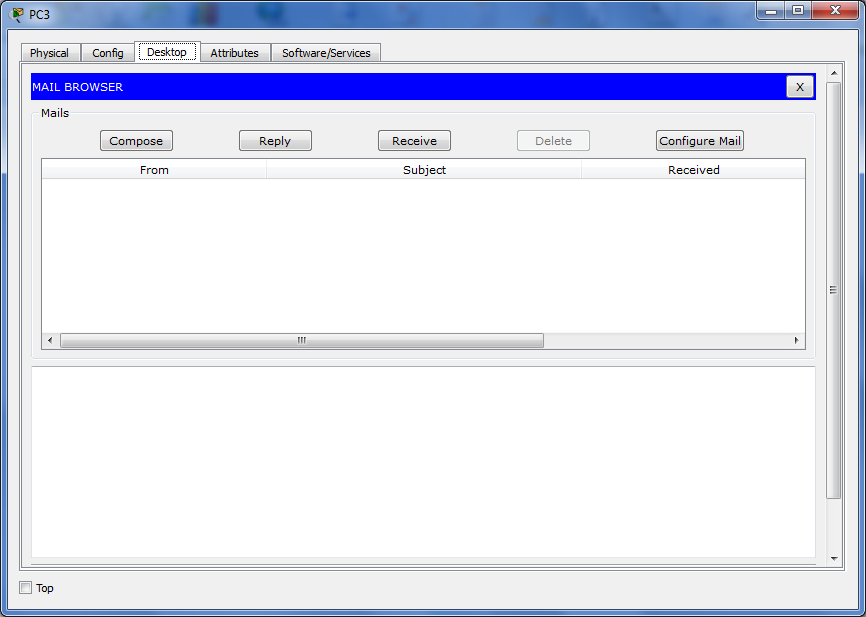 PC3
Physical Config Desktop Attributes Software/Services
MAIL BROWSER X
Mails
Compose Reply Receive Delete Configure Mail
From Subject Received
Top